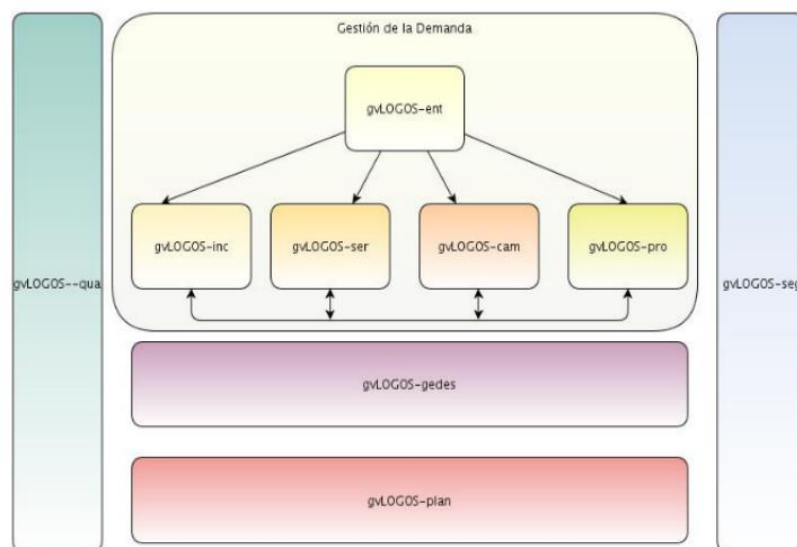 Gestión de la Demanda
gvLOGOS-ent
gvLOGOS-inc
gvLOGOS-ser
gvLOGOS-cam
gvLOGOS-pro
gvLOGOS--qua
gvLOGOS-seg
gvLOGOS-gedes
gvLOGOS-plan